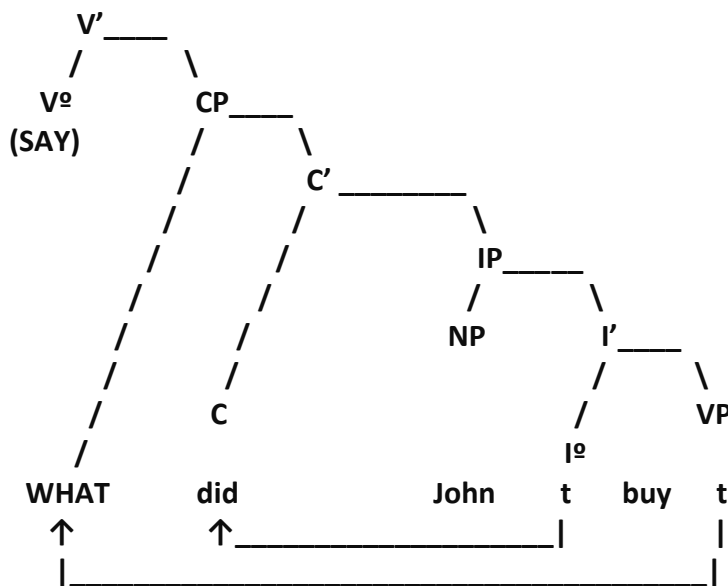 V’
Vº CP
(SAY)
C’
IP
NP I’
C VP
Iº
WHAT did John t buy t